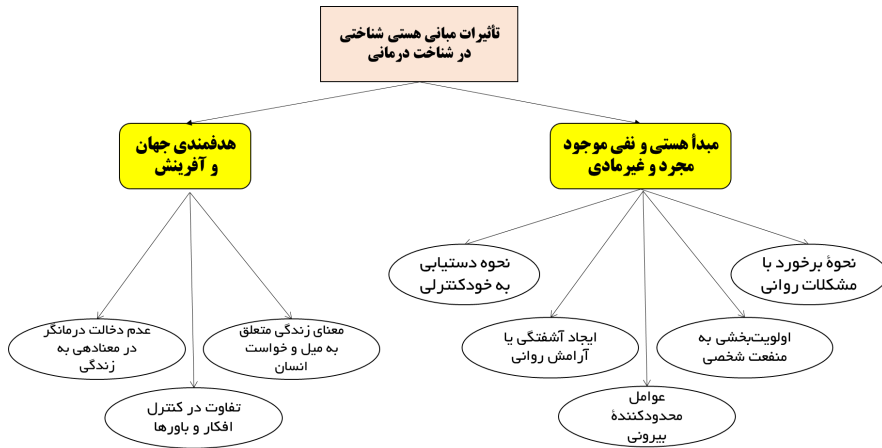 تأثیرات مبانی هستی شناختی
در شناخت درمانی
مبدأ هستی و نفی موجود
مجرد و غیرمادی
هدفمندی جهان
و آفرینش
نحوۀ برخورد با
مشکلات روانی
اولویت‌بخشی به
منفعت شخصی
عوامل
محدودکنندۀ
بیرونی
ایجاد آشفتگی یا
آرامش روانی
نحوه دستیابی
به خودکنترلی
معنای زندگی متعلق
به میل و خواست
انسان
تفاوت در کنترل
افکار و باورها
عدم دخالت درمانگر
در معنادهی به
زندگی